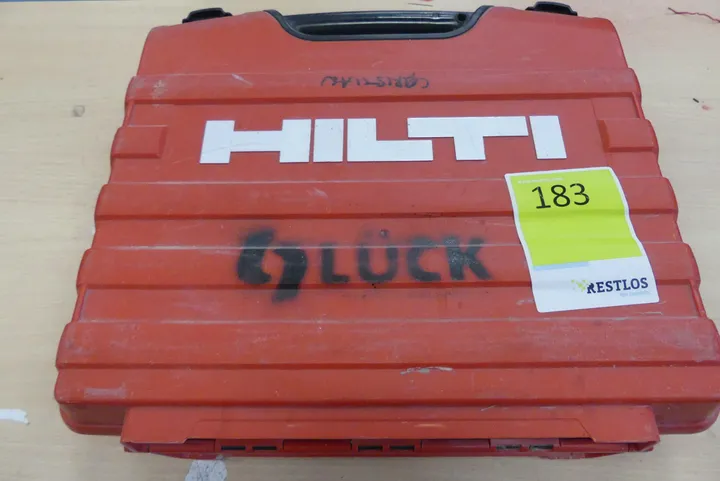 HILTI
183
LÜCK
RESTLOS